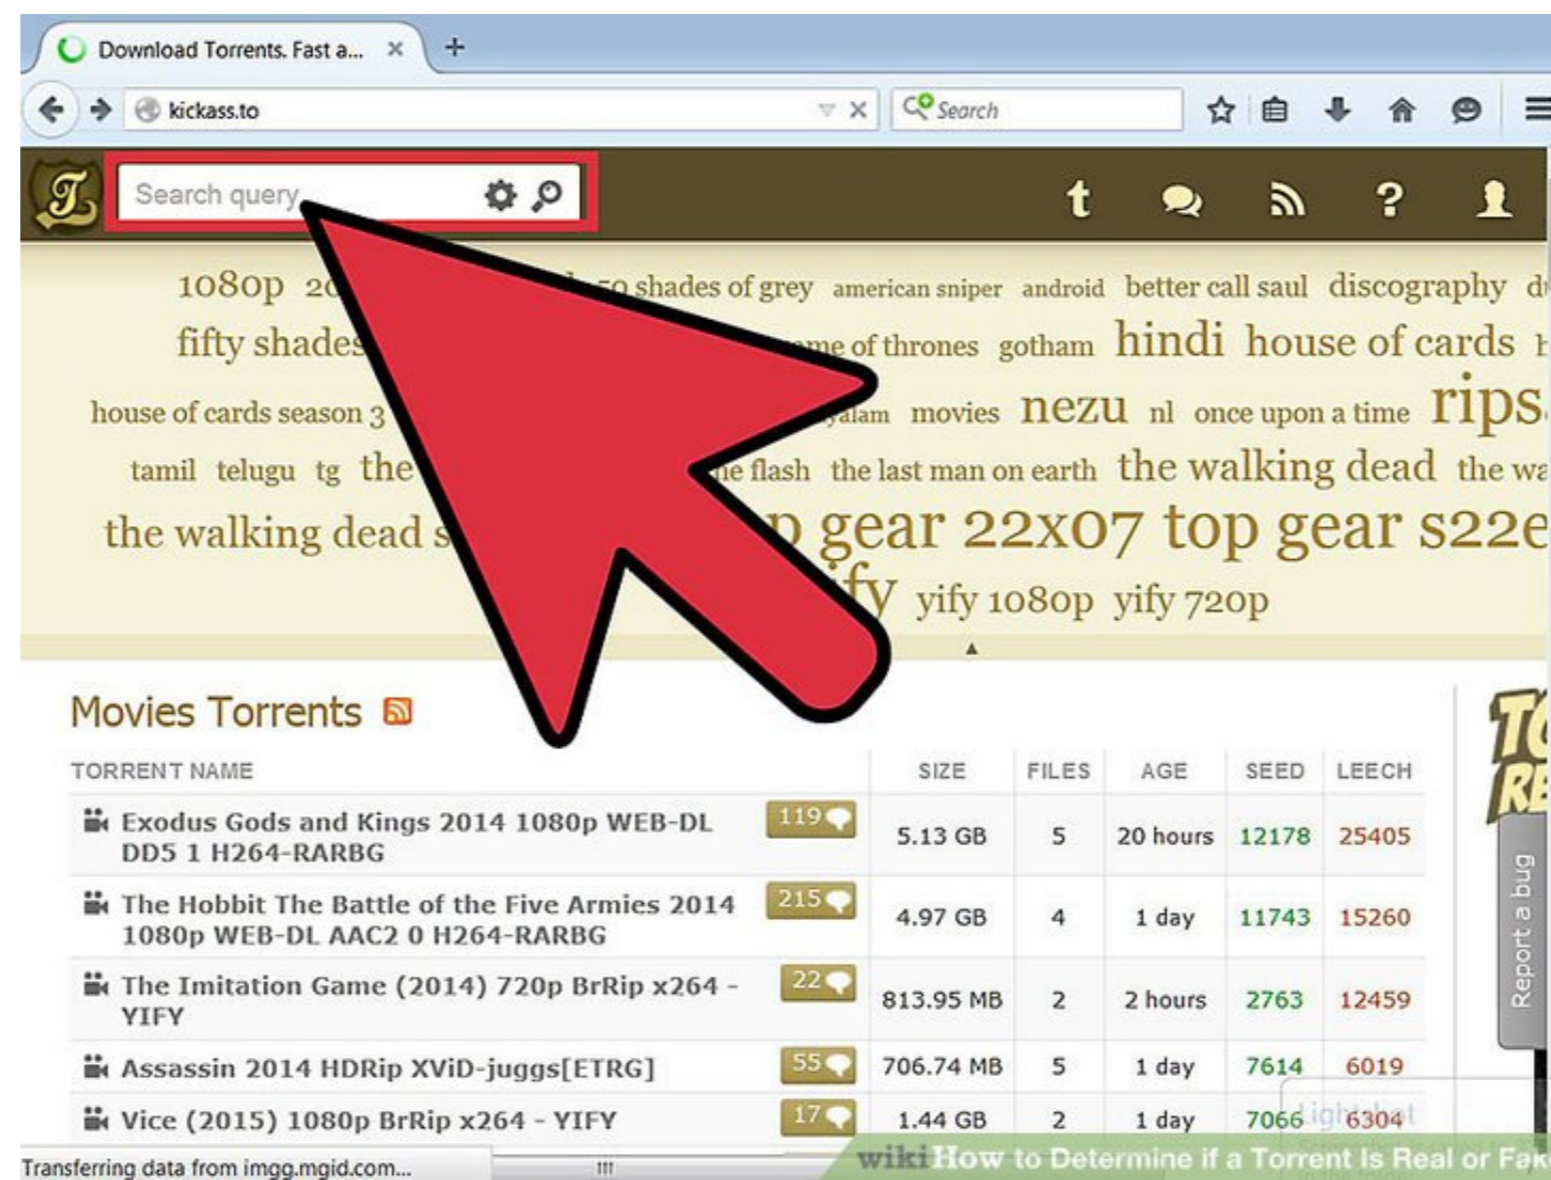 Download Torrents. Fast a...
kickass.to
Search
Search query
t ?
1080p shades of grey american sniper android better call saul discography
fifty shades of thrones gotham hindi house of cards
house of cards season 3 movies nezu nl once upon a time rips
tamil telugu tg the flash the last man on earth the walking dead the
the walking dead gear 22x07 top gear s22e
yify 1080p yify 720p
Movies Torrents
TORRENT NAME SIZE FILES AGE SEED LEECH
Exodus Gods and Kings 2014 1080p WEB-DL 119
DD5 1 H264-RARBG 5.13 GB 5 20 hours 12178 25405
The Hobbit The Battle of the Five Armies 2014 215
1080p WEB-DL AAC2 0 H264-RARBG 4.97 GB 4 1 day 11743 15260
The Imitation Game (2014) 720p BrRip x264 - 22
YIFY 813.95 MB 2 2 hours 2763 12459
Assassin 2014 HDRip XViD-juggs[ETRG] 55 706.74 MB 5 1 day 7614 6019
Vice (2015) 1080p BrRip x264 - YIFY 17 1.44 GB 2 1 day 7066 6304
Report a bug
Lightshot
Transferring data from imgg.mgid.com...
wikiHow to Determine if a Torrent Is Real or Fake